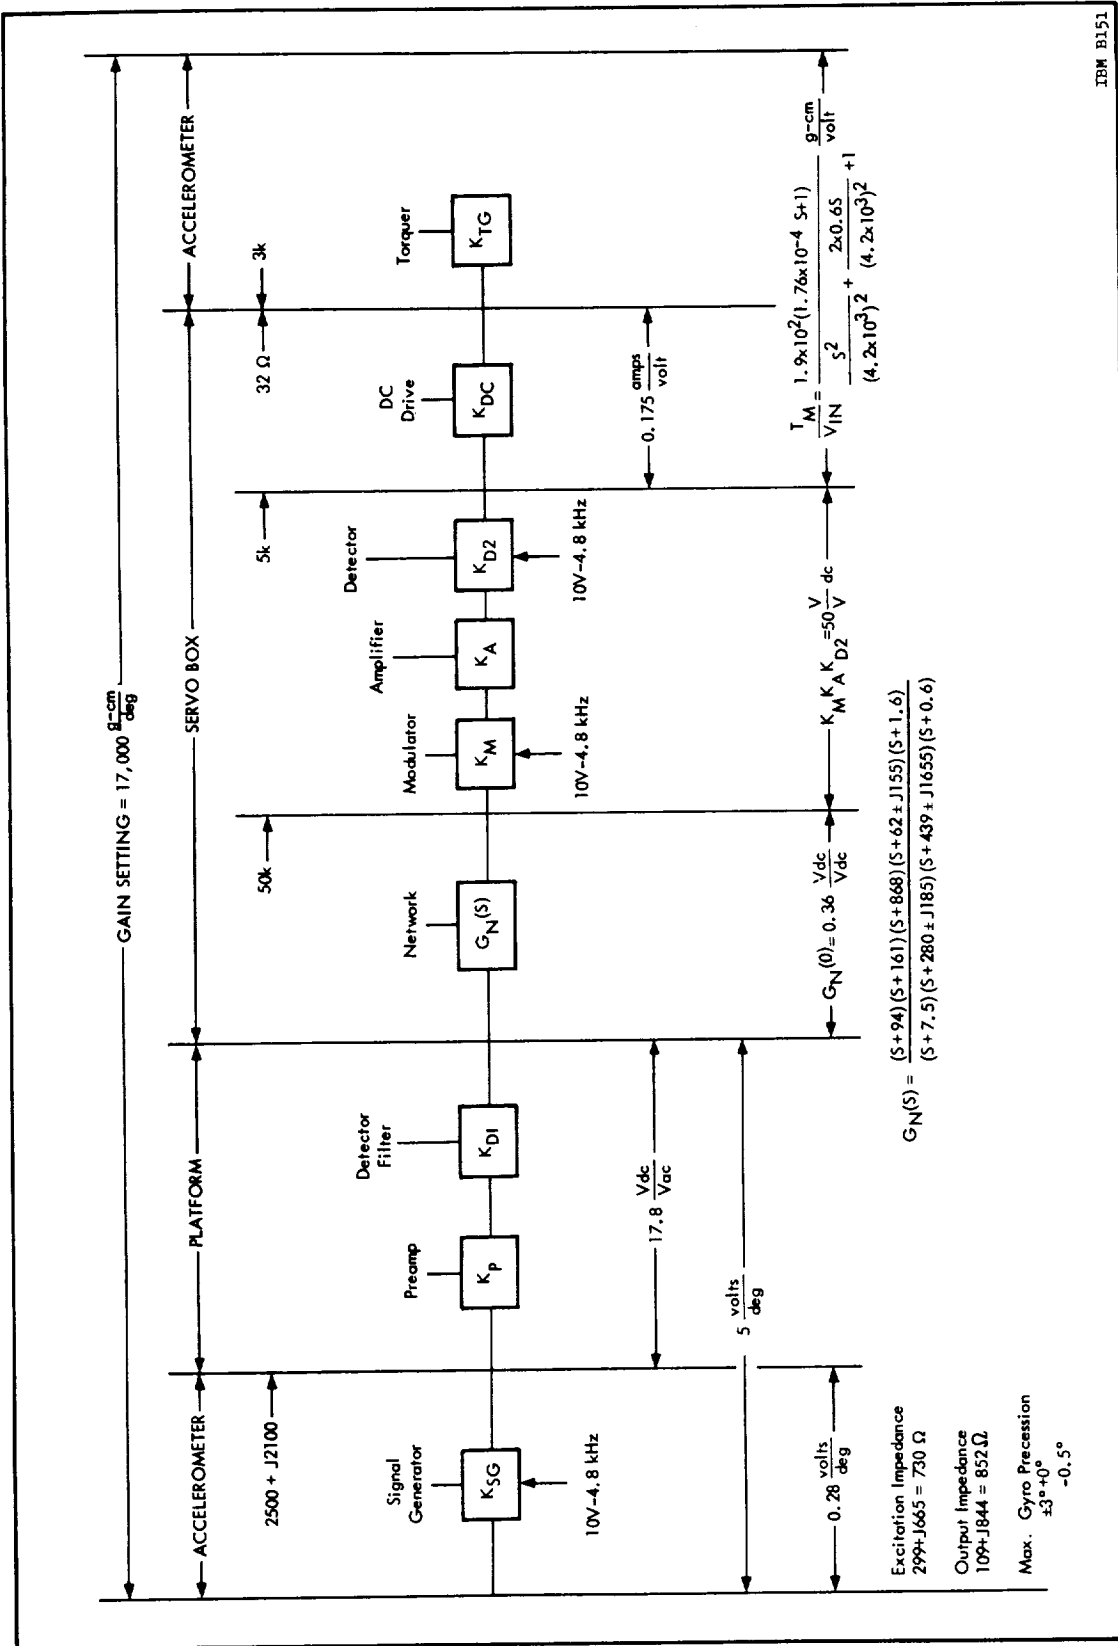 GAIN SETTING = 17,000 g-cm/deg
ACCELEROMETER
PLATFORM
SERVO BOX
ACCELEROMETER
2500 + J2100
50k
5k
32 Ω
3k
Signal
Generator
Preamp
Detector
Filter
Network
Modulator
Amplifier
Detector
DC
Drive
Torquer
K_SG
K_P
K_D1
G_N(S)
K_M
K_A
K_D2
K_DC
K_TG
10V-4.8 kHz
10V-4.8 kHz
10V-4.8 kHz
17.8 Vdc/Vac
0.175 amps/volt
5 volts/deg
0.28 volts/deg
G_N(0) = 0.36 Vdc/Vdc
K_M K_A K_D2 = 50 V/V dc
T_M/V_IN = 1.9x10^2(1.76x10^-4 S+1) / (S^2/(4.2x10^3)^2 + 2x0.6S/(4.2x10^3)^2 + 1) g-cm/volt
G_N(S) = (S+94)(S+161)(S+868)(S+62 ± J155)(S+1.6) / (S+7.5)(S+280 ± J185)(S+439 ± J1655)(S+0.6)
Excitation Impedance
299+J665 = 730 Ω
Output Impedance
109+J844 = 852 Ω
Max. Gyro Precession
±3° +0°
-0.5°
IBM B151